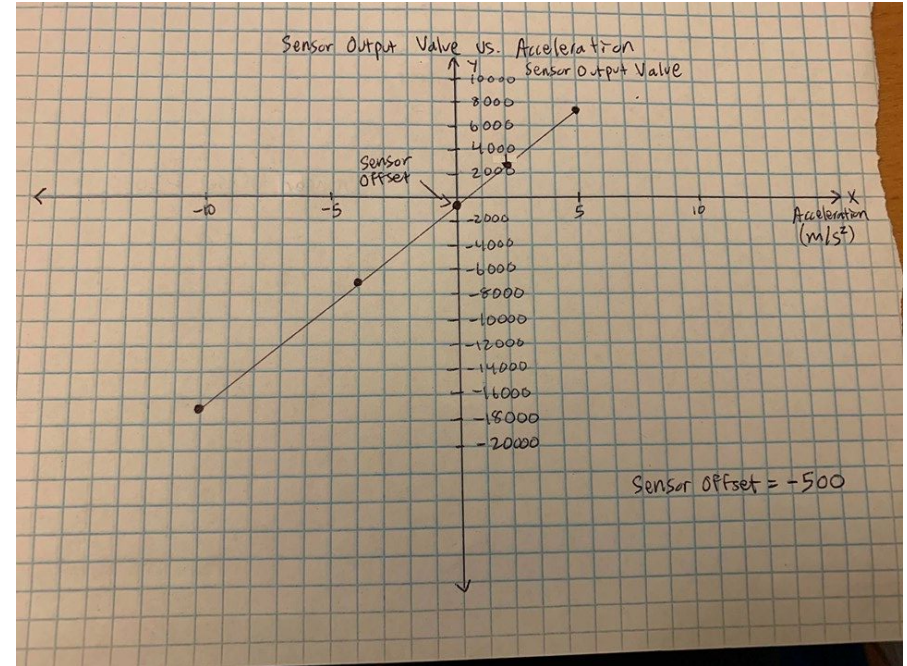 Sensor Output Value vs. Acceleration
Y
Sensor Output Value
10000
8000
6000
4000
2000
Sensor
Offset
-10
-5
5
10
X
Acceleration
(m/s²)
-2000
-4000
-6000
-8000
-10000
-12000
-14000
-16000
-18000
-20000
Sensor Offset = -500